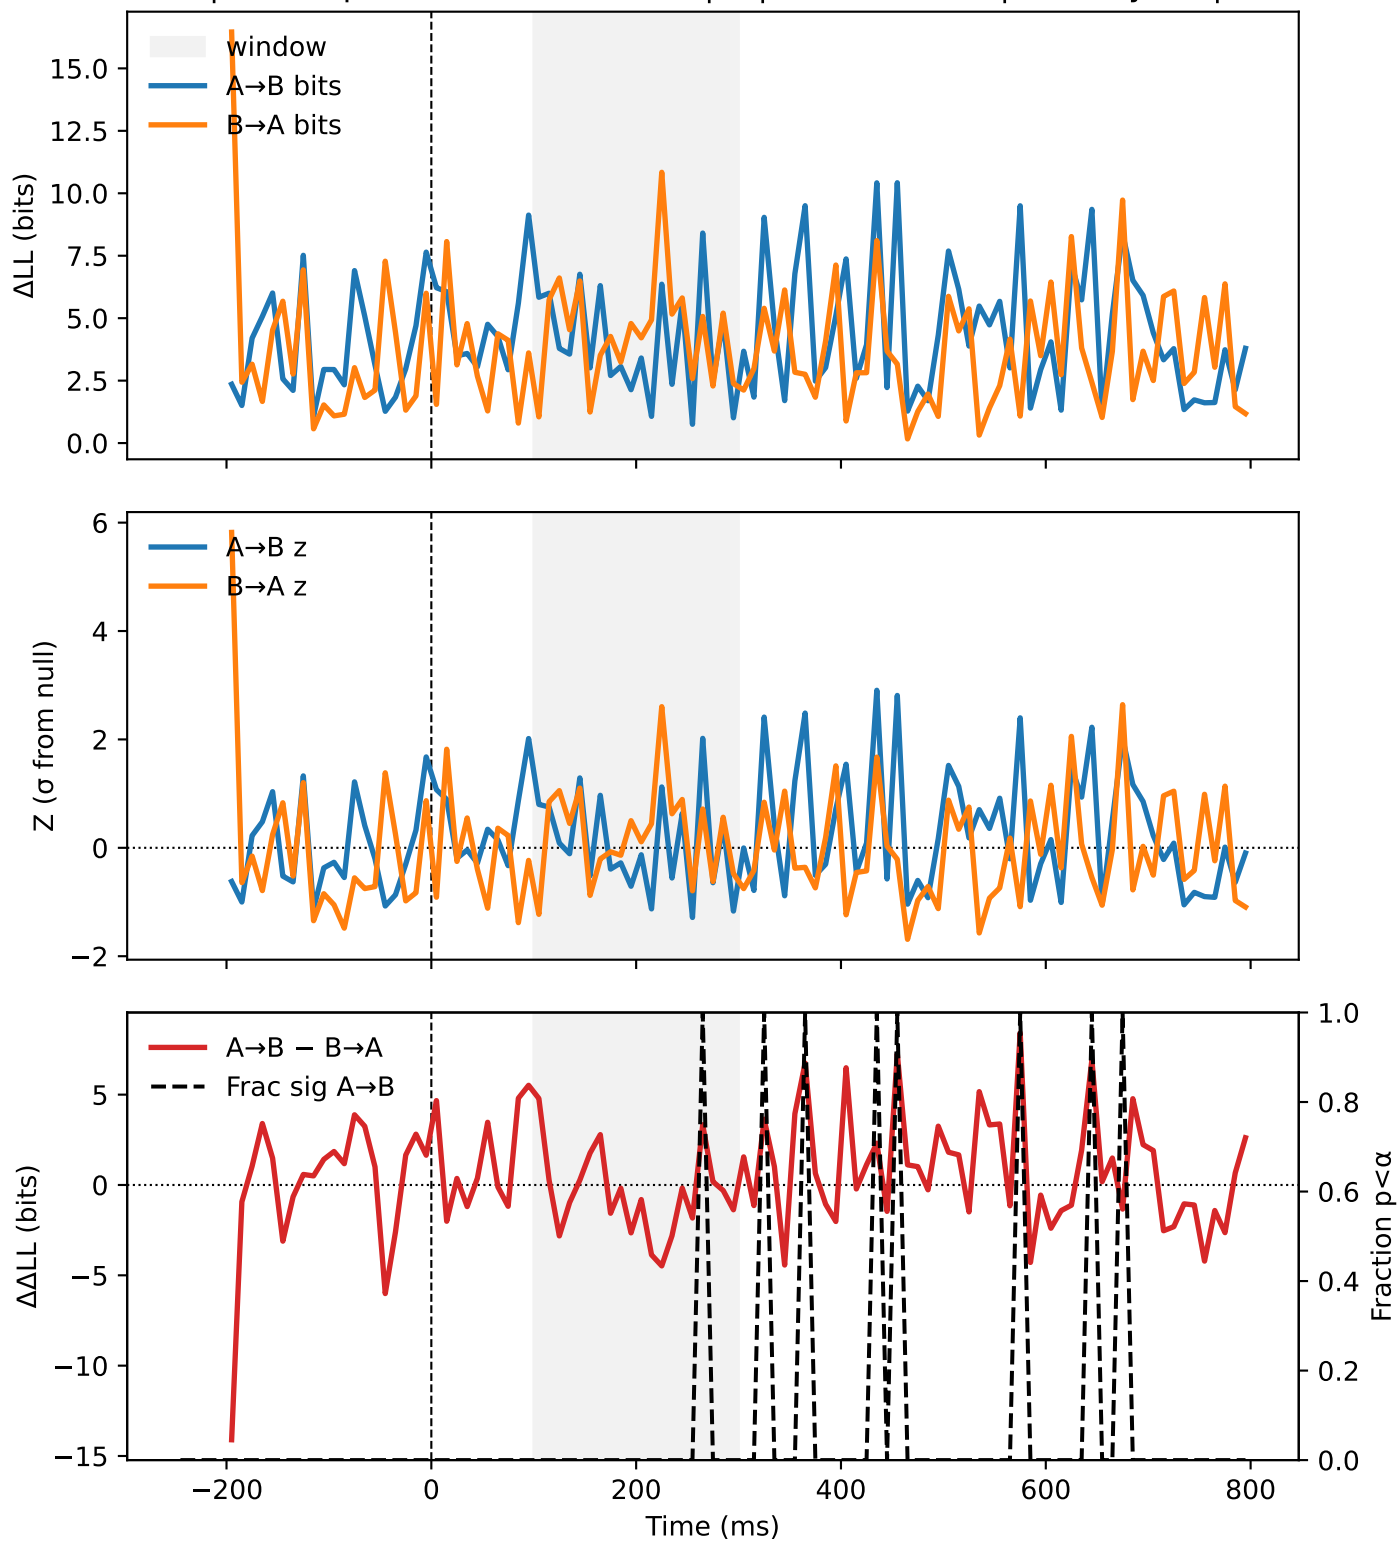 window
A→B bits
B→A bits
15.0
12.5
10.0
7.5
5.0
2.5
0.0
ΔLL (bits)
A→B z
B→A z
6
4
2
0
−2
Z (σ from null)
A→B − B→A
Frac sig A→B
5
0
−5
−10
−15
ΔΔLL (bits)
1.0
0.8
0.6
0.4
0.2
0.0
Fraction p<α
−200
0
200
400
600
800
Time (ms)